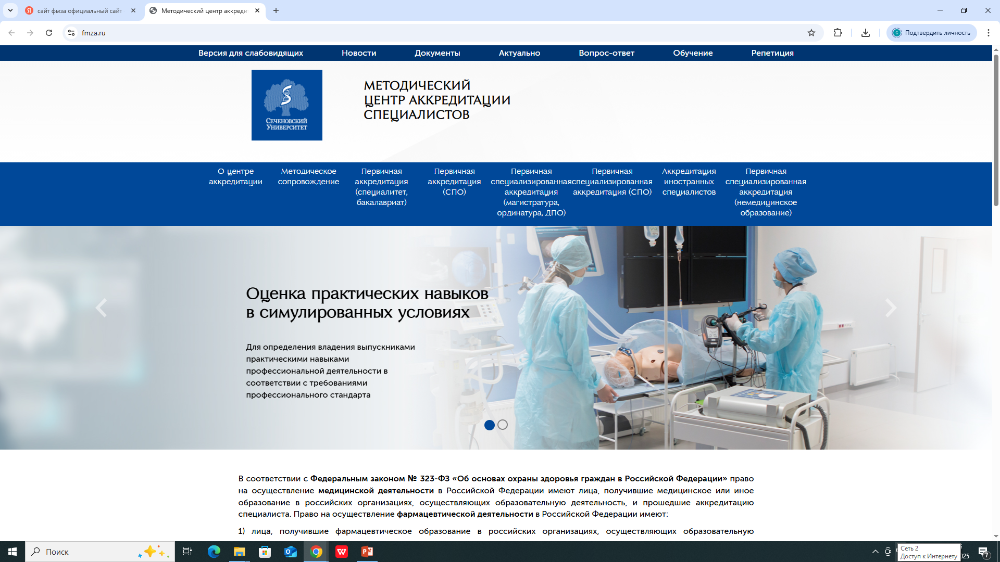 сайт фмза официальный сайт
Методический центр аккреди
fmza.ru
Подтвердить личность
Версия для слабовидящих
Новости
Документы
Актуально
Вопрос-ответ
Обучение
Репетиция
СЕЧЕНОВСКИЙ
УНИВЕРСИТЕТ
МЕТОДИЧЕСКИЙ
ЦЕНТР АККРЕДИТАЦИИ
СПЕЦИАЛИСТОВ
О центре
аккредитации
Методическое
сопровождение
Первичная
аккредитация
(специалитет,
бакалавриат)
Первичная
аккредитация
(СПО)
Первичная
специализированная
аккредитация
(магистратура,
ординатура, ДПО)
Первичная
специализированная
аккредитация (СПО)
Аккредитация
иностранных
специалистов
Первичная
специализированная
аккредитация
(немедицинское
образование)
Оценка практических навыков
в симулированных условиях
Для определения владения выпускниками
практическими навыками
профессиональной деятельности в
соответствии с требованиями
профессионального стандарта
В соответствии с Федеральным законом № 323-ФЗ «Об основах охраны здоровья граждан в Российской Федерации» право
на осуществление медицинской деятельности в Российской Федерации имеют лица, получившие медицинское или иное
образование в российских организациях, осуществляющих образовательную деятельность, и прошедшие аккредитацию
специалиста. Право на осуществление фармацевтической деятельности в Российской Федерации имеют:
1) лица, получившие фармацевтическое образование в российских организациях, осуществляющих образовательную
Поиск
Сеть 2
Доступ к Интернету
025
7